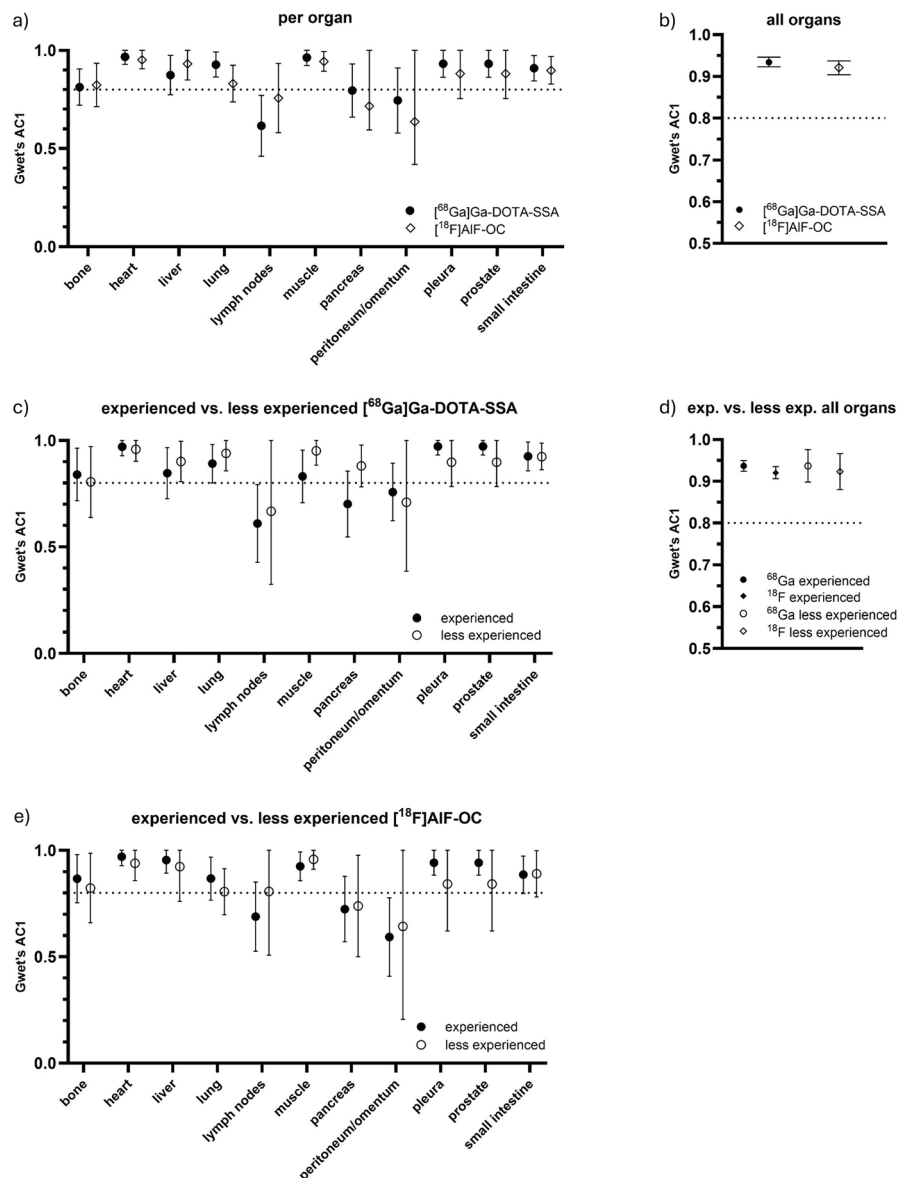 a)
per organ
1.0
0.5
0.0
Gwet's AC1
[⁶⁸Ga]Ga-DOTA-SSA
[¹⁸F]AlF-OC
bone
heart
liver
lung
lymph nodes
muscle
pancreas
peritoneum/omentum
pleura
prostate
small intestine
b)
all organs
1.0
0.9
0.8
0.7
0.6
0.5
Gwet's AC1
[⁶⁸Ga]Ga-DOTA-SSA
[¹⁸F]AlF-OC
c)
experienced vs. less experienced [⁶⁸Ga]Ga-DOTA-SSA
1.0
0.5
0.0
Gwet's AC1
experienced
less experienced
bone
heart
liver
lung
lymph nodes
muscle
pancreas
peritoneum/omentum
pleura
prostate
small intestine
d)
exp. vs. less exp. all organs
1.0
0.9
0.8
0.7
0.6
0.5
Gwet's AC1
⁶⁸Ga experienced
¹⁸F experienced
⁶⁸Ga less experienced
¹⁸F less experienced
e)
experienced vs. less experienced [¹⁸F]AlF-OC
1.0
0.5
0.0
Gwet's AC1
experienced
less experienced
bone
heart
liver
lung
lymph nodes
muscle
pancreas
peritoneum/omentum
pleura
prostate
small intestine